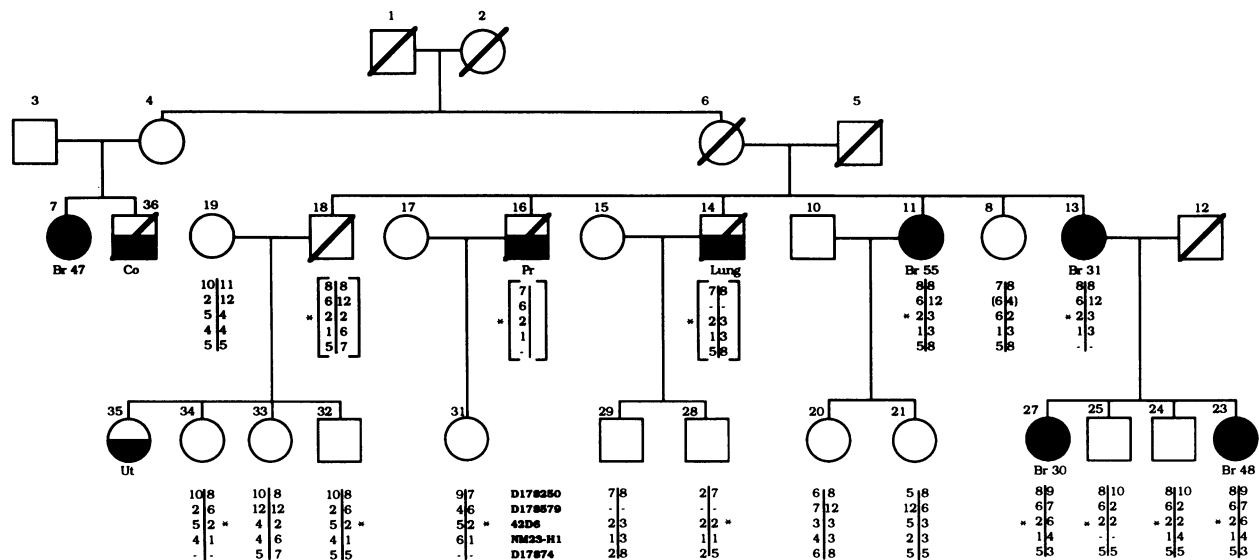 1 2
3 4 6 5
7 36 19 18 17 16 15 14 10 11 8 13 12
Br 47 Co Pr Lung Br 55 Br 31
10 11 8 8 7 7 8 8 8 7 8 8 8
2 12 6 12 6 - - 6 12 (6 4) 6 12
5 4 * 2 2 * 2 * 2 3 * 2 3 6 2 * 2 3
4 4 1 6 1 1 3 1 3 1 3 1 3
5 5 5 7 - 5 8 5 8 5 8 - -
35 34 33 32 31 29 28 20 21 27 25 24 23
Ut Br 30 Br 48
10 8 10 8 10 8 9 7 D17S250 7 8 2 7 6 8 5 8 8 9 8 10 8 10 8 9
2 6 12 12 2 6 4 6 D17S579 - - - - 7 12 12 6 6 7 6 2 6 2 6 7
5 2 * 4 2 5 2 * 5 2 * 42D6 2 3 2 2 * 3 3 5 3 * 2 6 * 2 2 * 2 2 * 2 6
4 1 4 6 4 1 6 1 NM23-H1 1 3 1 1 4 3 2 3 1 4 - - 1 4 1 4
- - 5 7 5 5 - - D17S74 2 8 2 5 6 8 5 8 5 3 5 5 5 5 5 3